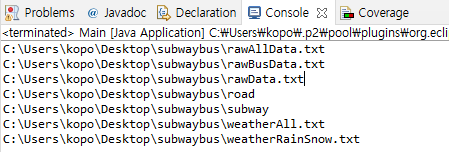 Problems @ Javadoc Declaration Console Coverage
<terminated> Main [Java Application] C:₩Users₩kopo₩.p2₩pool₩plugins₩org.ecli
C:\Users\kopo\Desktop\subwaybus\rawAllData.txt
C:\Users\kopo\Desktop\subwaybus\rawBusData.txt
C:\Users\kopo\Desktop\subwaybus\rawData.txt
C:\Users\kopo\Desktop\subwaybus\road
C:\Users\kopo\Desktop\subwaybus\subway
C:\Users\kopo\Desktop\subwaybus\weatherAll.txt
C:\Users\kopo\Desktop\subwaybus\weatherRainSnow.txt